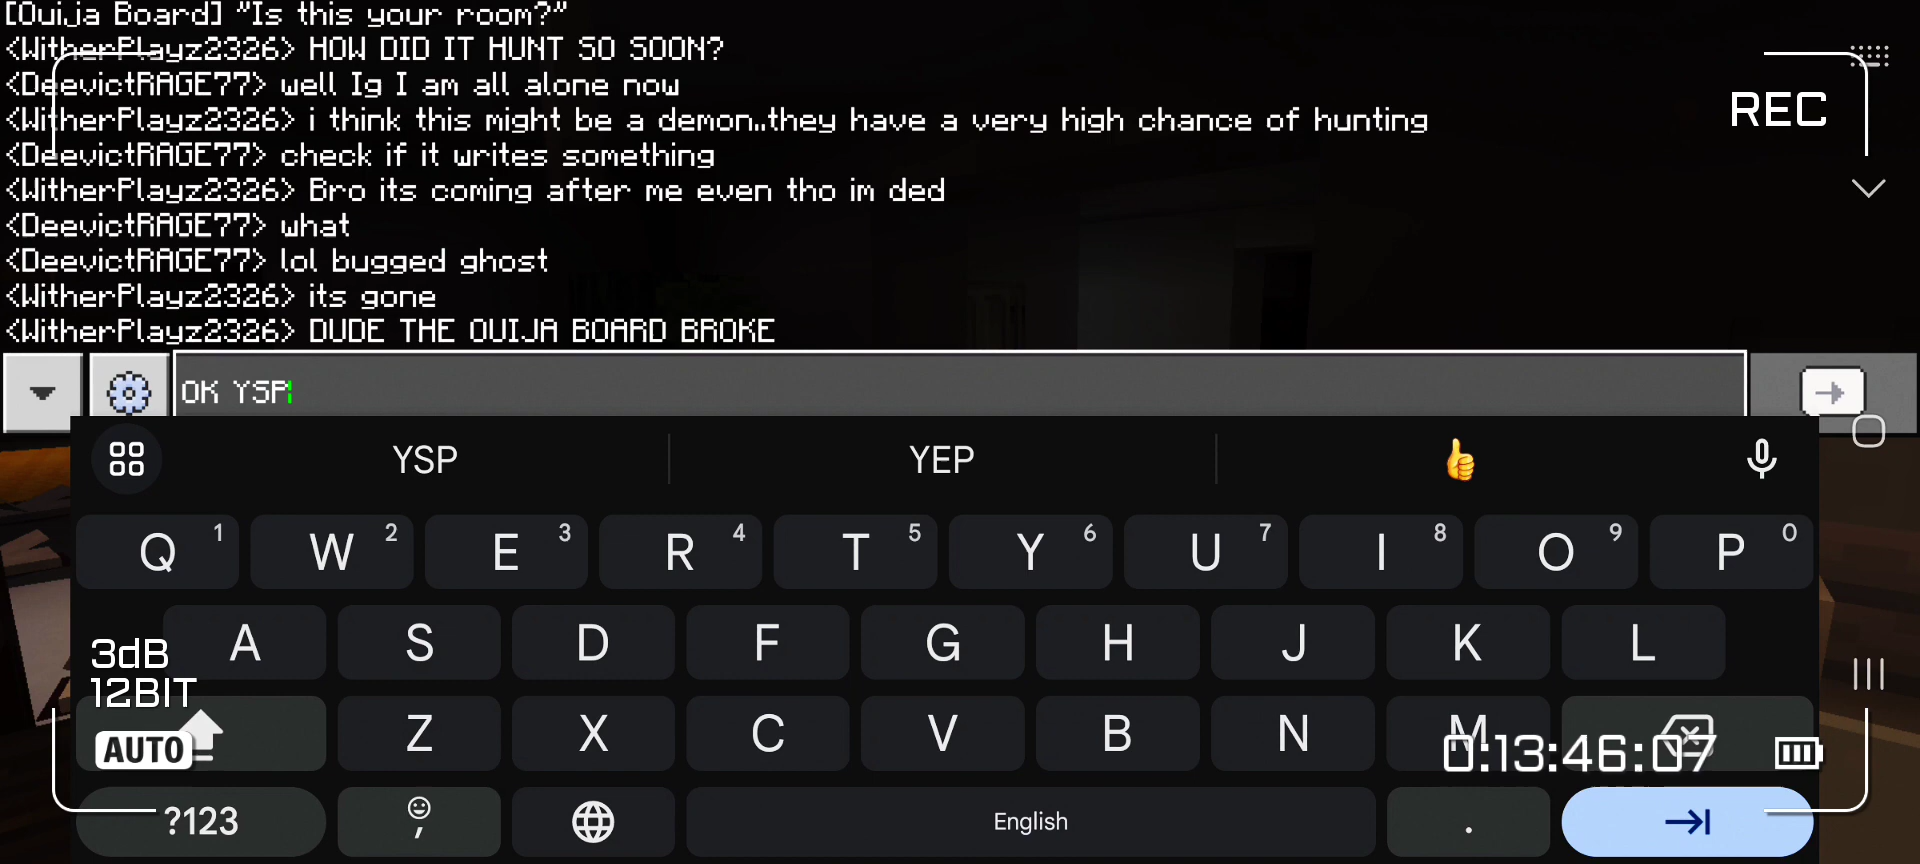 [Ouija Board] "Is this your room?"
<WitherPlayz2326> HOW DID IT HUNT SO SOON?
<DeevictRAGE77> well Ig I am all alone now
<WitherPlayz2326> i think this might be a demon..they have a very high chance of hunting
<DeevictRAGE77> check if it writes something
<WitherPlayz2326> Bro its coming after me even tho im ded
<DeevictRAGE77> what
<DeevictRAGE77> lol bugged ghost
<WitherPlayz2326> its gone
<WitherPlayz2326> DUDE THE OUIJA BOARD BROKE
REC
OK YSP
YSP YEP 👍
Q 1 W 2 E 3 R 4 T 5 Y 6 U 7 I 8 O 9 P 0
A S D F G H J K L
3dB
12BIT
Z X C V B N M
AUTO
0:13:46:07
?123 , English .